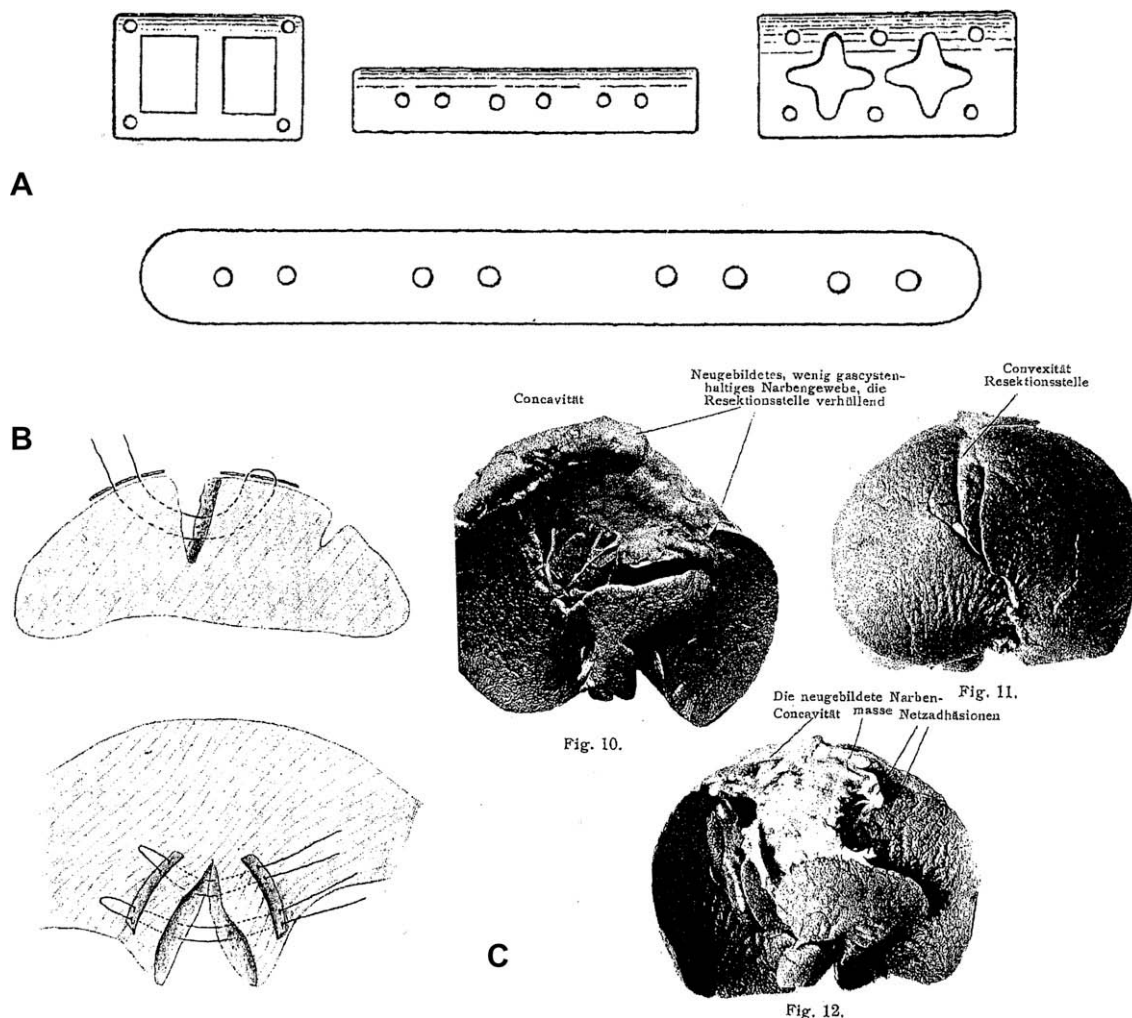 A
B
Concavität
Neugebildetes, wenig gascysten-
haltiges Narbengewebe, die
Resektionsstelle verhüllend
Convexität
Resektionsstelle
Fig. 10.
Fig. 11.
Die neugebildete Narben-
Concavität masse Netzadhäsionen
C
Fig. 12.